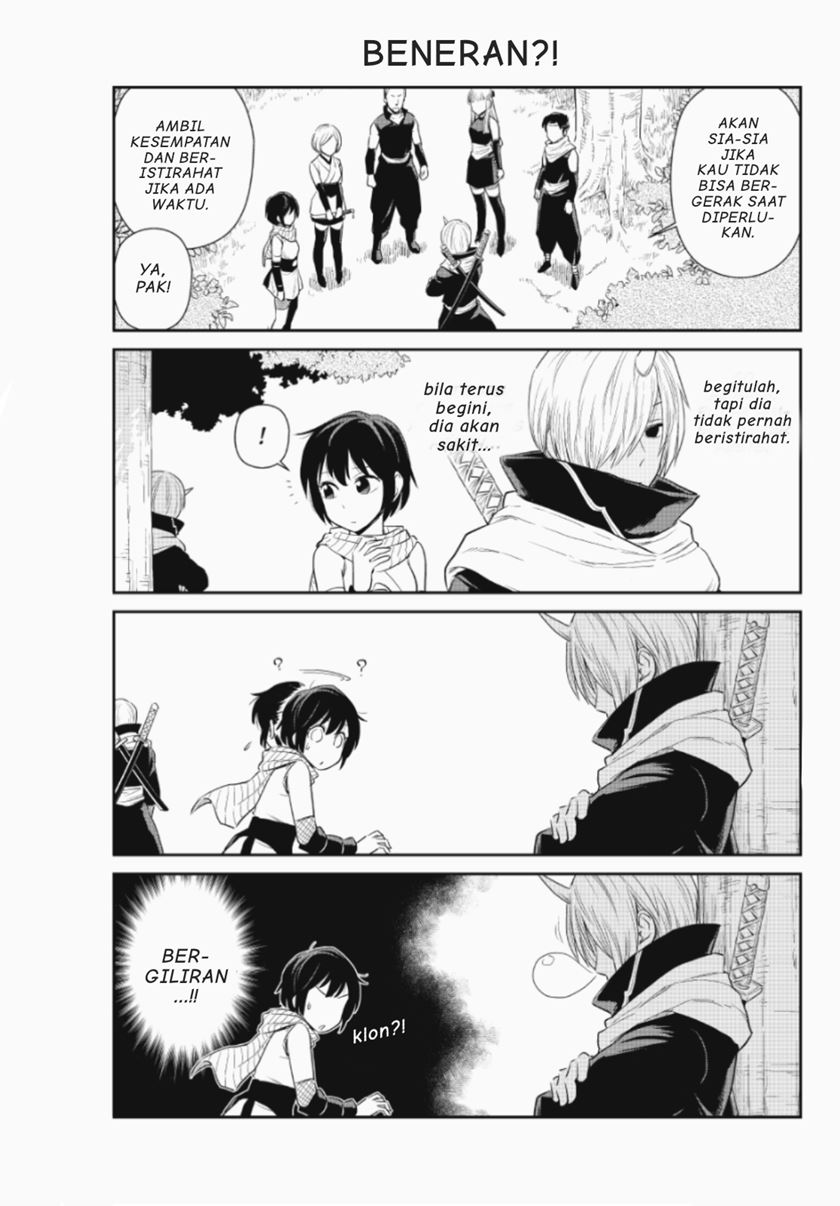 BENERAN?!
AKAN
SIA-SIA
JIKA
KAU TIDAK
BISA BER-
GERAK SAAT
DIPERLU-
KAN.
AMBIL
KESEMPATAN
DAN BER-
ISTIRAHAT
JIKA ADA
WAKTU.
YA,
PAK!
begitulah,
tapi dia
tidak pernah
beristirahat.
bila terus
begini,
dia akan
sakit...
!
?
?
BER-
GILIRAN
...!!
klon?!